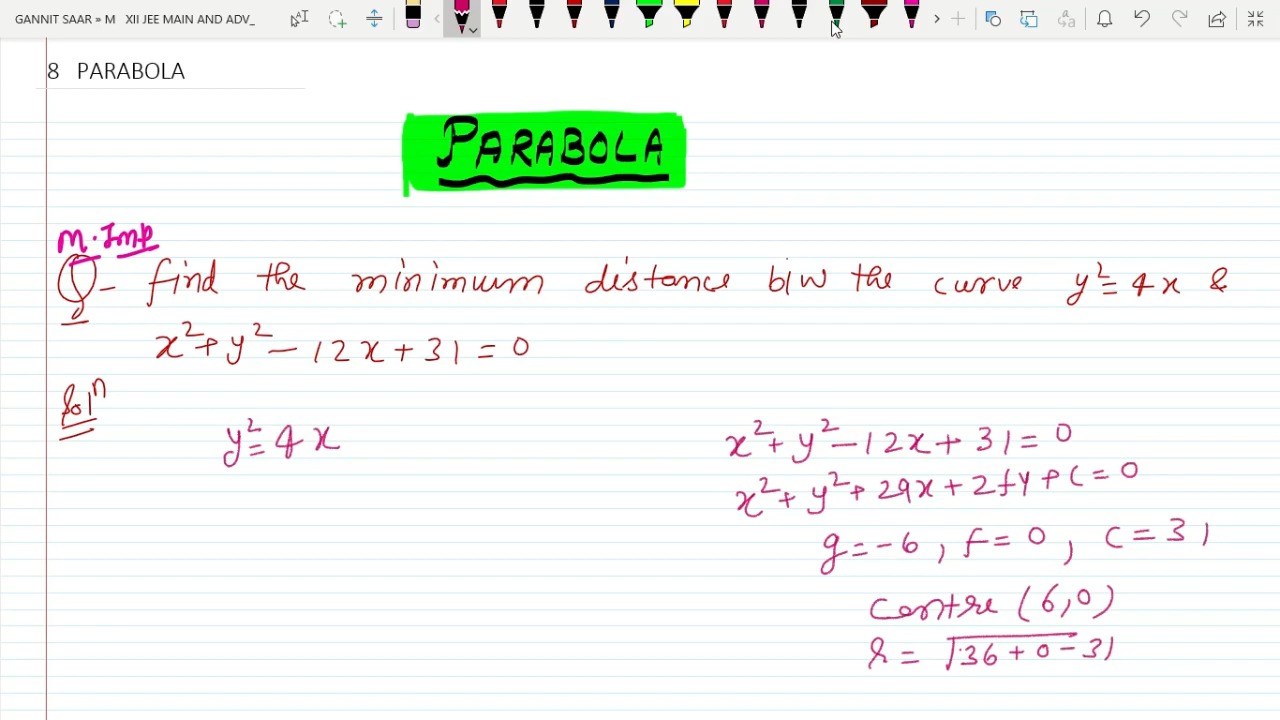 GANNIT SAAR » M XII JEE MAIN AND ADV_
8 PARABOLA
PARABOLA
M. Imp
Q- find the minimum distance b/w the curve y²=4x &
x²+y²-12x+31=0
Solⁿ
y²=4x
x²+y²-12x+31=0
x²+y²+2gx+2fy+c=0
g=-6, f=0, c=31
centre (6,0)
r = √36+0-31